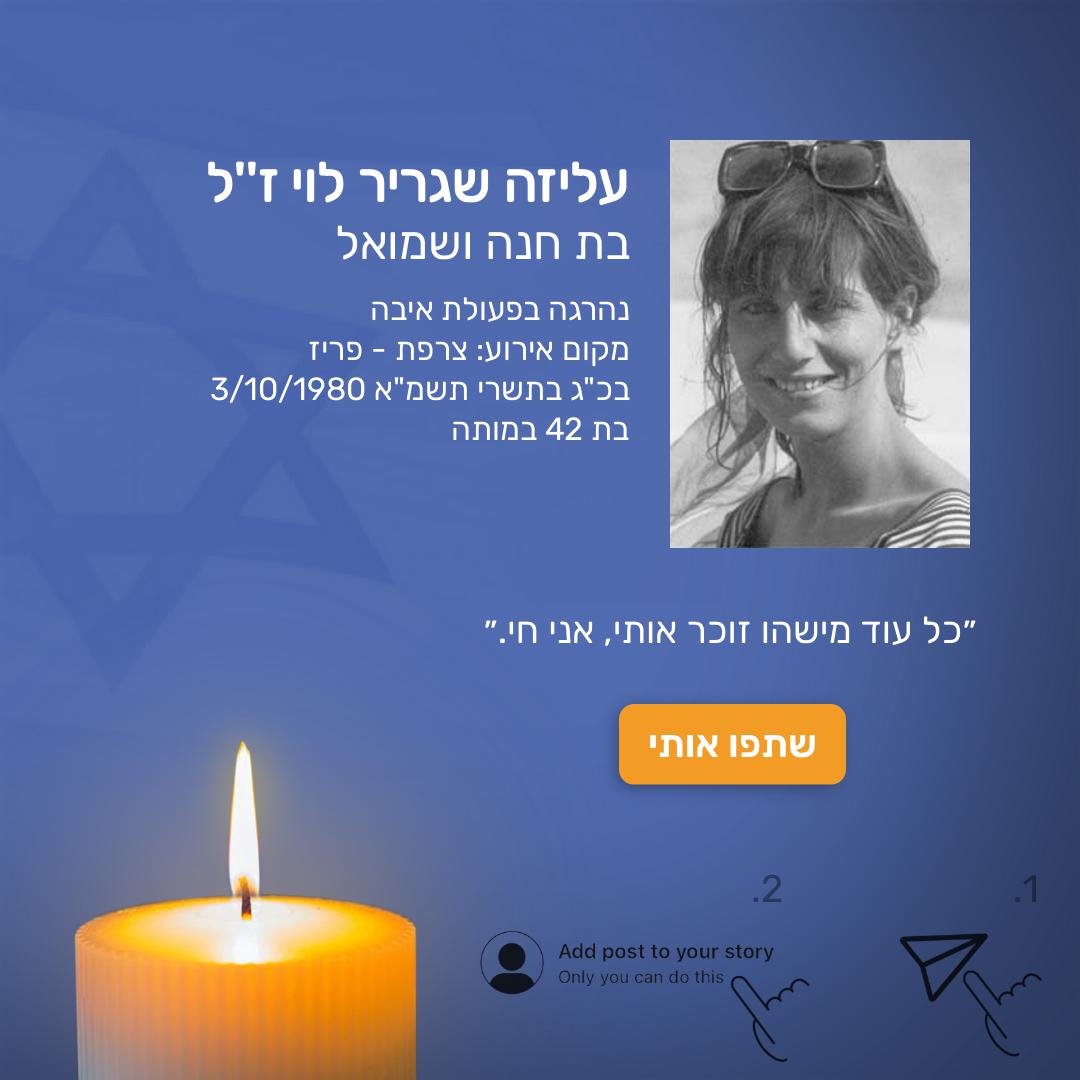 עליזה שגריר לוי ז"ל
בת חנה ושמואל
נהרגה בפעולת איבה
מקום אירוע: צרפת - פריז
בכ"ג בתשרי תשמ"א 3/10/1980
בת 42 במותה
״כל עוד מישהו זוכר אותי, אני חי.״
שתפו אותי
.1
.2
Add post to your story
Only you can do this